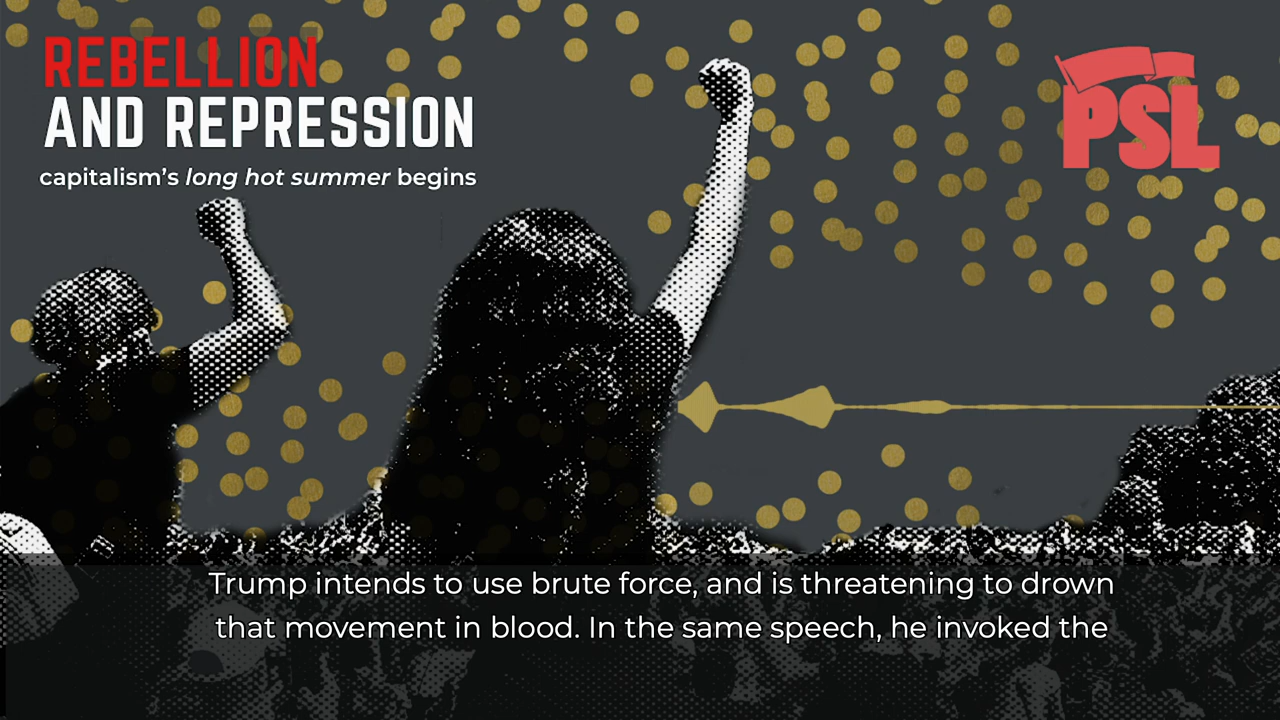 REBELLION
AND REPRESSION
capitalism's long hot summer begins
PSL
Trump intends to use brute force, and is threatening to drown
that movement in blood. In the same speech, he invoked the